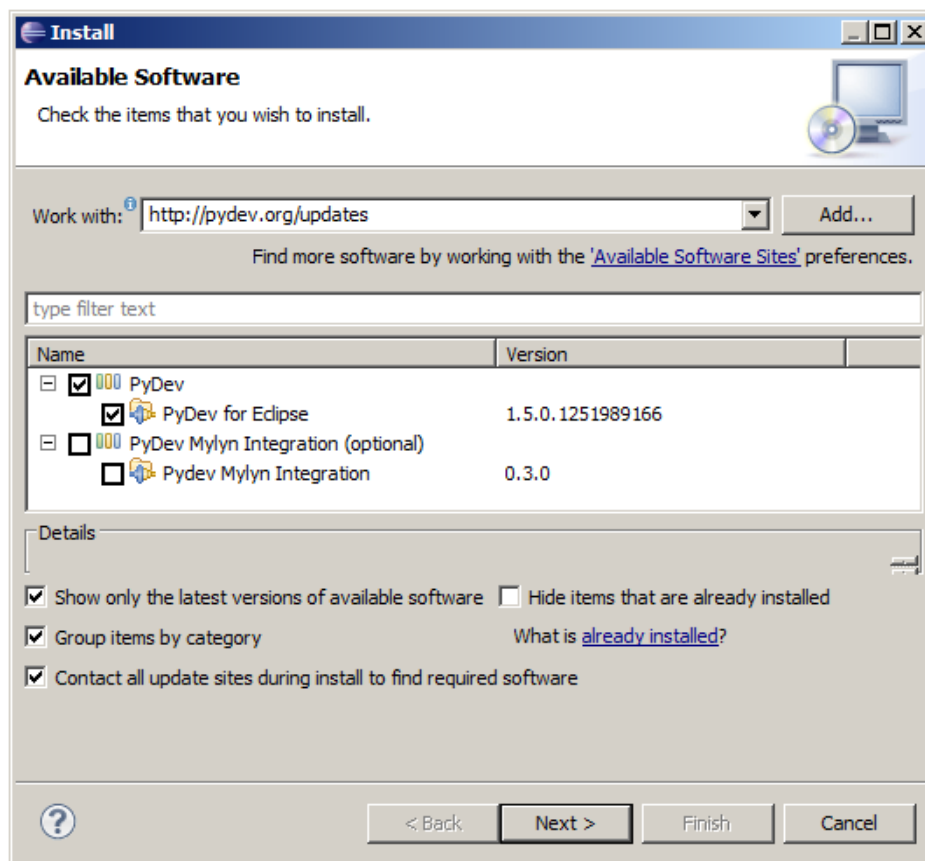 Install
Available Software
Check the items that you wish to install.
Work with: http://pydev.org/updates Add...
Find more software by working with the 'Available Software Sites' preferences.
type filter text
Name Version
PyDev
PyDev for Eclipse 1.5.0.1251989166
PyDev Mylyn Integration (optional)
Pydev Mylyn Integration 0.3.0
Details
Show only the latest versions of available software Hide items that are already installed
Group items by category What is already installed?
Contact all update sites during install to find required software
? < Back Next > Finish Cancel